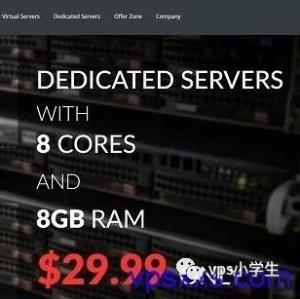 Virtual Servers Dedicated Servers Offer Zone Company
DEDICATED SERVERS
WITH
8 CORES
AND
8GB RAM
$29.99
vps小学生